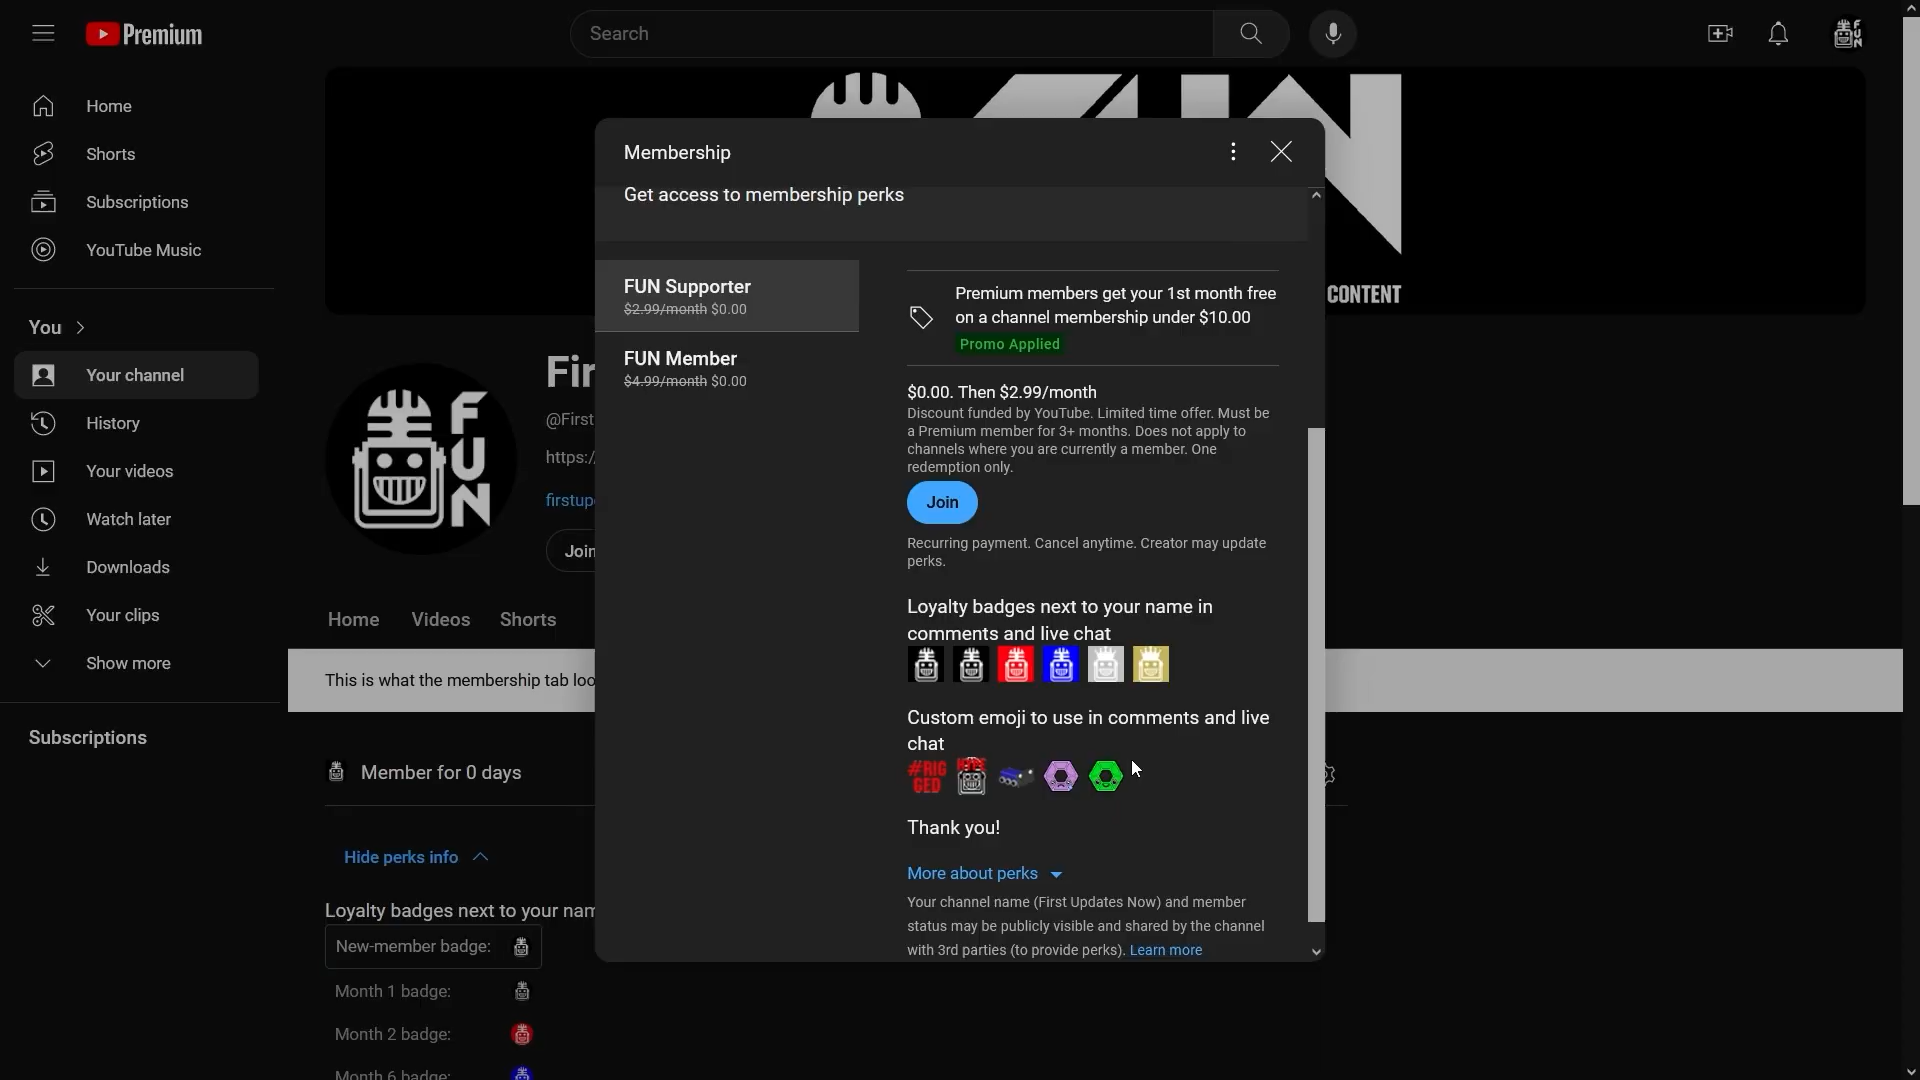 Premium
Search
FUN
Home
Shorts
Subscriptions
YouTube Music
You
Your channel
History
Your videos
Watch later
Downloads
Your clips
Show more
Subscriptions
CONTENT
FUN
Fir
@First
https:/
firstup
Join
Home Videos Shorts
This is what the membership tab loo
Member for 0 days
Hide perks info
Loyalty badges next to your nam
New-member badge:
Month 1 badge:
Month 2 badge:
Month 6 badge:
Membership
Get access to membership perks
FUN Supporter
$2.99/month $0.00
FUN Member
$4.99/month $0.00
Premium members get your 1st month free
on a channel membership under $10.00
Promo Applied
$0.00. Then $2.99/month
Discount funded by YouTube. Limited time offer. Must be
a Premium member for 3+ months. Does not apply to
channels where you are currently a member. One
redemption only.
Join
Recurring payment. Cancel anytime. Creator may update
perks.
Loyalty badges next to your name in
comments and live chat
Custom emoji to use in comments and live
chat
#RIG
GED
HYPE
Thank you!
More about perks
Your channel name (First Updates Now) and member
status may be publicly visible and shared by the channel
with 3rd parties (to provide perks). Learn more